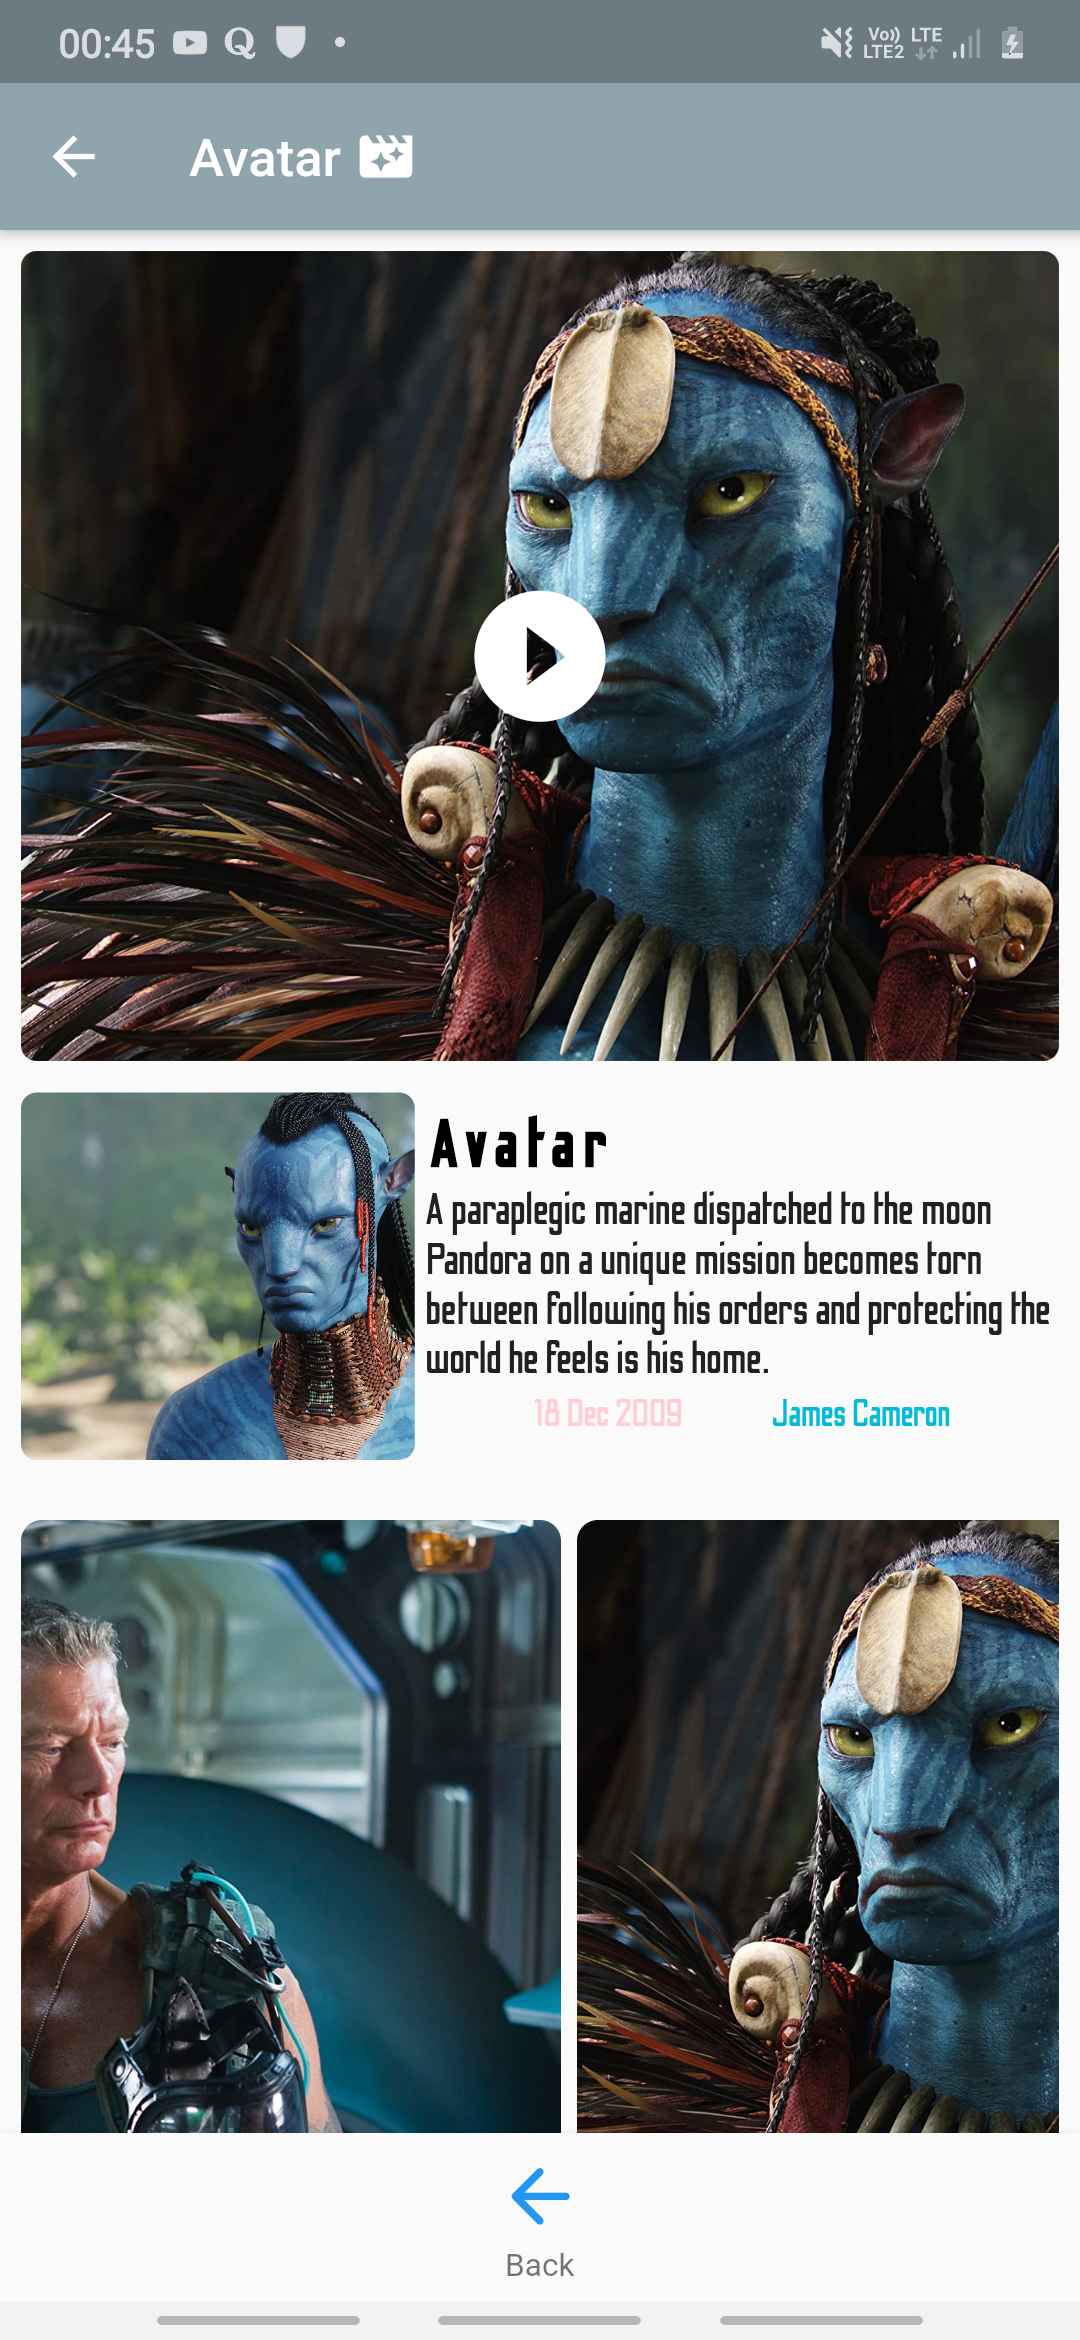 00:45
Vo)) LTE
LTE2
Avatar
Avatar
A paraplegic marine dispatched to the moon
Pandora on a unique mission becomes torn
between following his orders and protecting the
world he feels is his home.
18 Dec 2009 James Cameron
Back